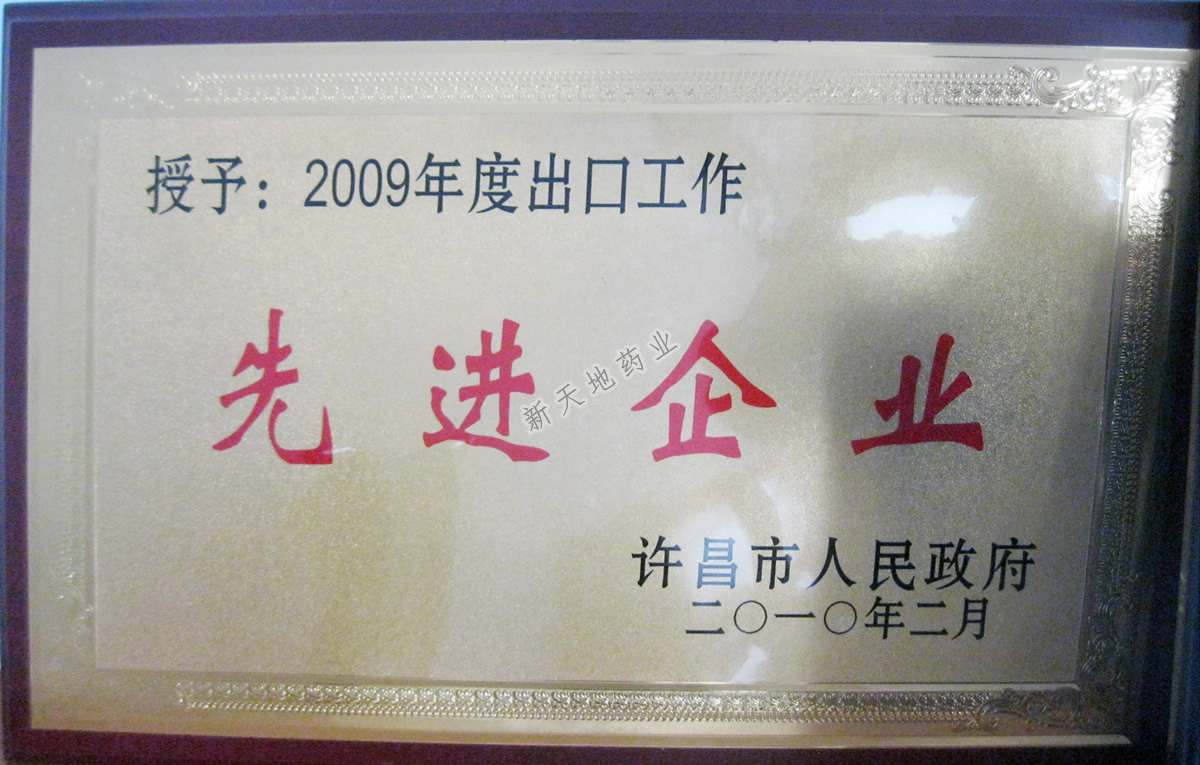 授予：2009年度出口工作
先进企业
新天地药业
许昌市人民政府
二〇一〇年二月